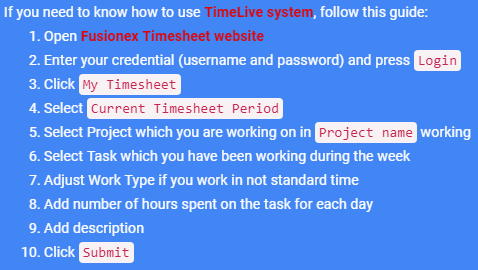 If you need to know how to use TimeLive system, follow this guide:
1. Open Fusionex Timesheet website
2. Enter your credential (username and password) and press Login
3. Click My Timesheet
4. Select Current Timesheet Period
5. Select Project which you are working on in Project name working
6. Select Task which you have been working during the week
7. Adjust Work Type if you work in not standard time
8. Add number of hours spent on the task for each day
9. Add description
10. Click Submit